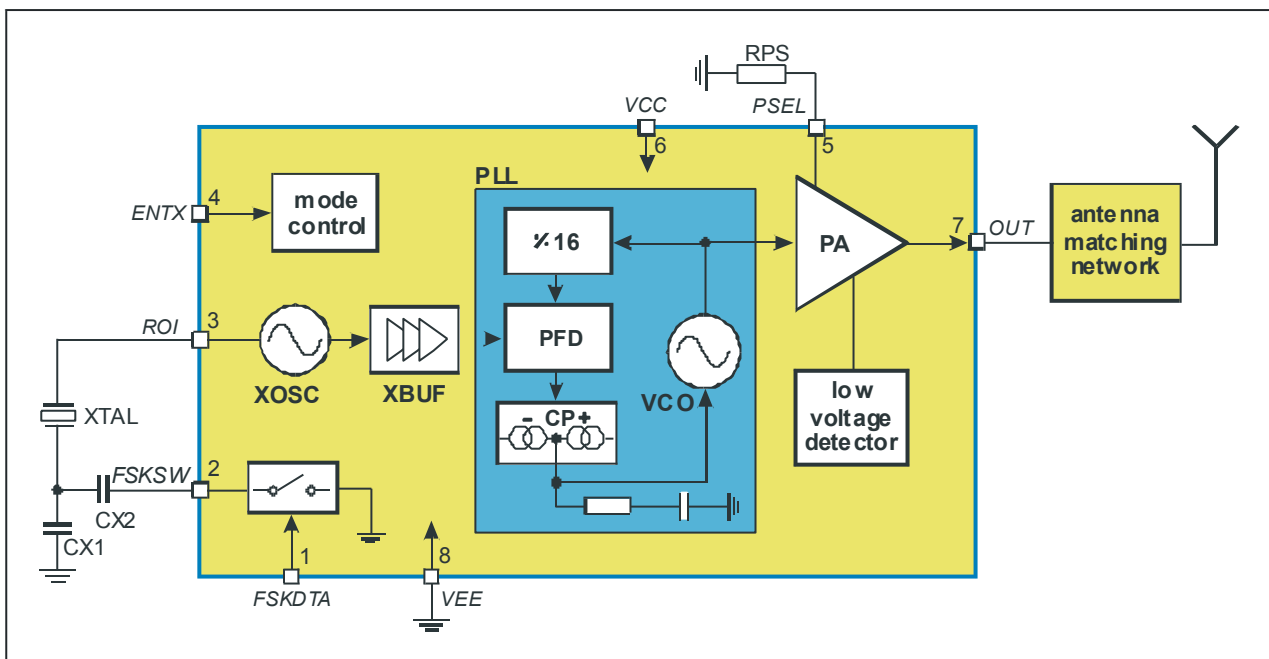 RPS
VCC
PSEL
6
5
PLL
4
ENTX
mode
control
16
PA
7
OUT
antenna
matching
network
3
ROI
PFD
XOSC
XBUF
VCO
low
voltage
detector
- CP +
XTAL
FSKSW
2
CX2
CX1
1
8
FSKDTA
VEE